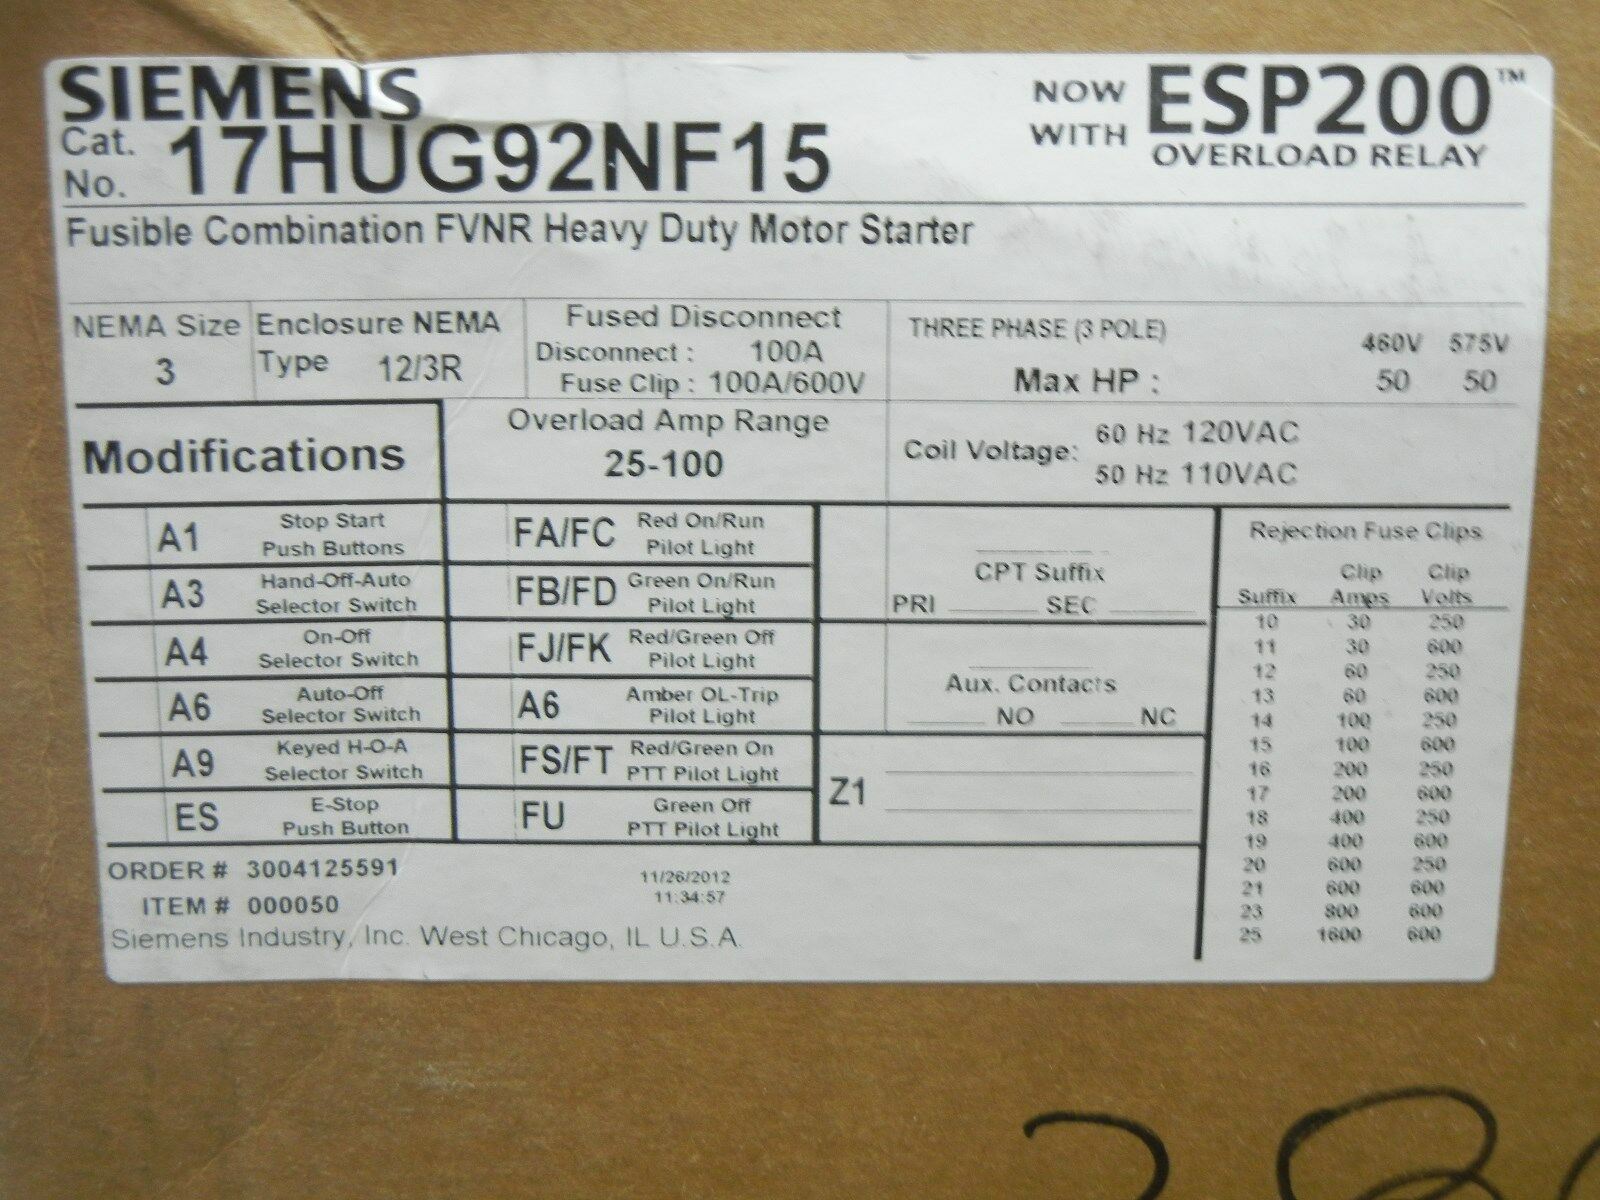 SIEMENS
Cat. No. 17HUG92NF15
NOW WITH ESP200™
OVERLOAD RELAY
Fusible Combination FVNR Heavy Duty Motor Starter
NEMA Size
3
Enclosure NEMA
Type 12/3R
Fused Disconnect
Disconnect : 100A
Fuse Clip : 100A/600V
THREE PHASE (3 POLE) 460V 575V
Max HP : 50 50
Modifications
Overload Amp Range
25-100
Coil Voltage: 60 Hz 120VAC
50 Hz 110VAC
A1 Stop Start
Push Buttons
A3 Hand-Off-Auto
Selector Switch
A4 On-Off
Selector Switch
A6 Auto-Off
Selector Switch
A9 Keyed H-O-A
Selector Switch
ES E-Stop
Push Button
FA/FC Red On/Run
Pilot Light
FB/FD Green On/Run
Pilot Light
FJ/FK Red/Green Off
Pilot Light
A6 Amber OL-Trip
Pilot Light
FS/FT Red/Green On
PTT Pilot Light
FU Green Off
PTT Pilot Light
CPT Suffix
PRI SEC
Aux. Contacts
NO NC
Z1
Rejection Fuse Clips
Suffix Clip Amps Clip Volts
10 30 250
11 30 600
12 60 250
13 60 600
14 100 250
15 100 600
16 200 250
17 200 600
18 400 250
19 400 600
20 600 250
21 600 600
23 800 600
25 1600 600
ORDER # 3004125591
ITEM # 000050
11/26/2012
11:34:57
Siemens Industry, Inc. West Chicago, IL U.S.A.